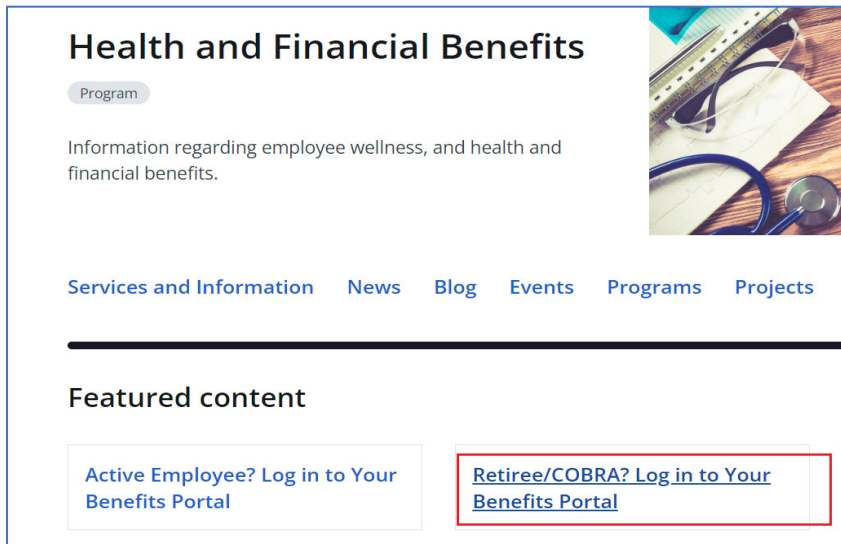 Health and Financial Benefits
Program
Information regarding employee wellness, and health and
financial benefits.
Services and Information News Blog Events Programs Projects
Featured content
Active Employee? Log in to Your
Benefits Portal
Retiree/COBRA? Log in to Your
Benefits Portal